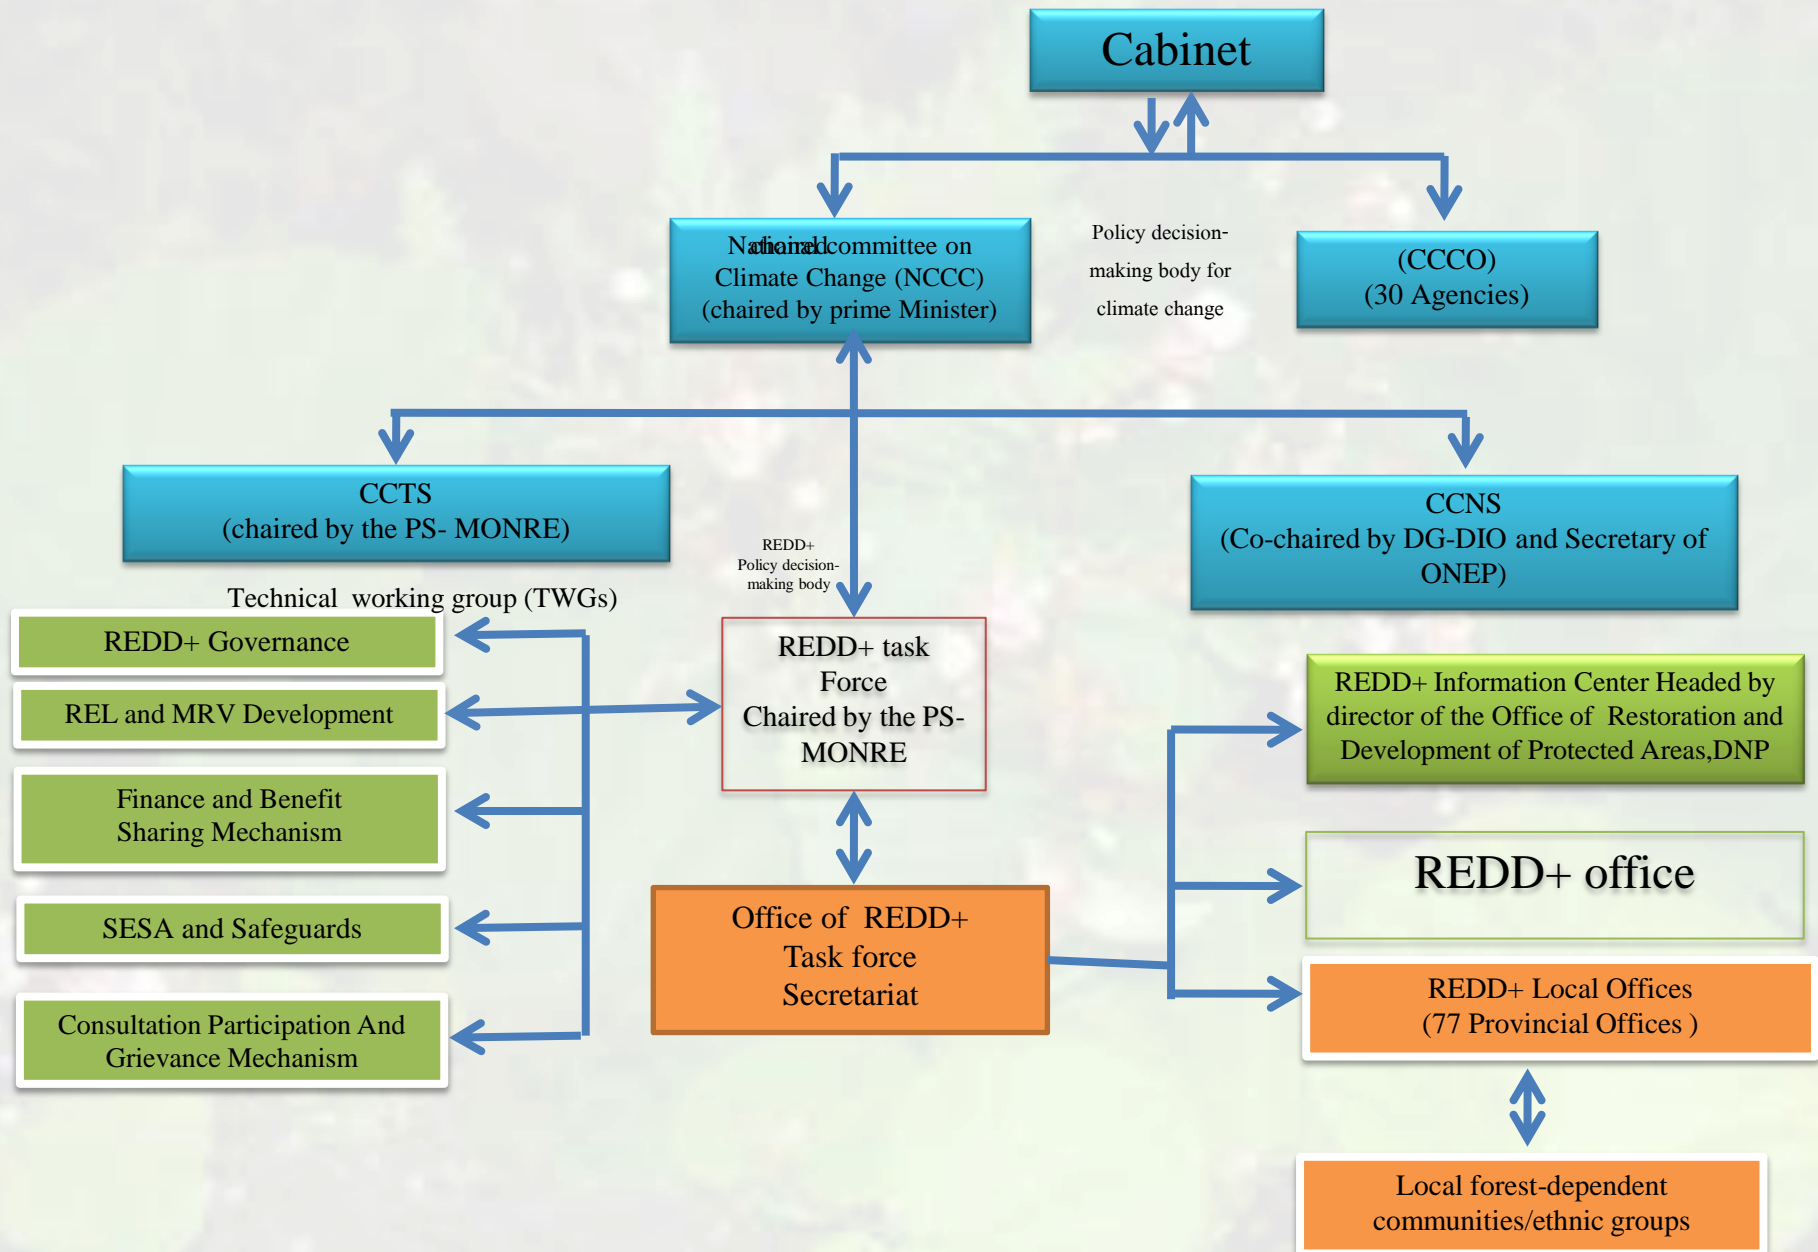 Cabinet
National committee on
chaired
Climate Change (NCCC)
(chaired by prime Minister)
Policy decision-
making body for
climate change
(CCCO)
(30 Agencies)
CCTS
(chaired by the PS- MONRE)
REDD+
Policy decision-
making body
CCNS
(Co-chaired by DG-DIO and Secretary of
ONEP)
Technical working group (TWGs)
REDD+ Governance
REL and MRV Development
Finance and Benefit
Sharing Mechanism
SESA and Safeguards
Consultation Participation And
Grievance Mechanism
REDD+ task
Force
Chaired by the PS-
MONRE
Office of REDD+
Task force
Secretariat
REDD+ Information Center Headed by
director of the Office of Restoration and
Development of Protected Areas,DNP
REDD+ office
REDD+ Local Offices
(77 Provincial Offices )
Local forest-dependent
communities/ethnic groups